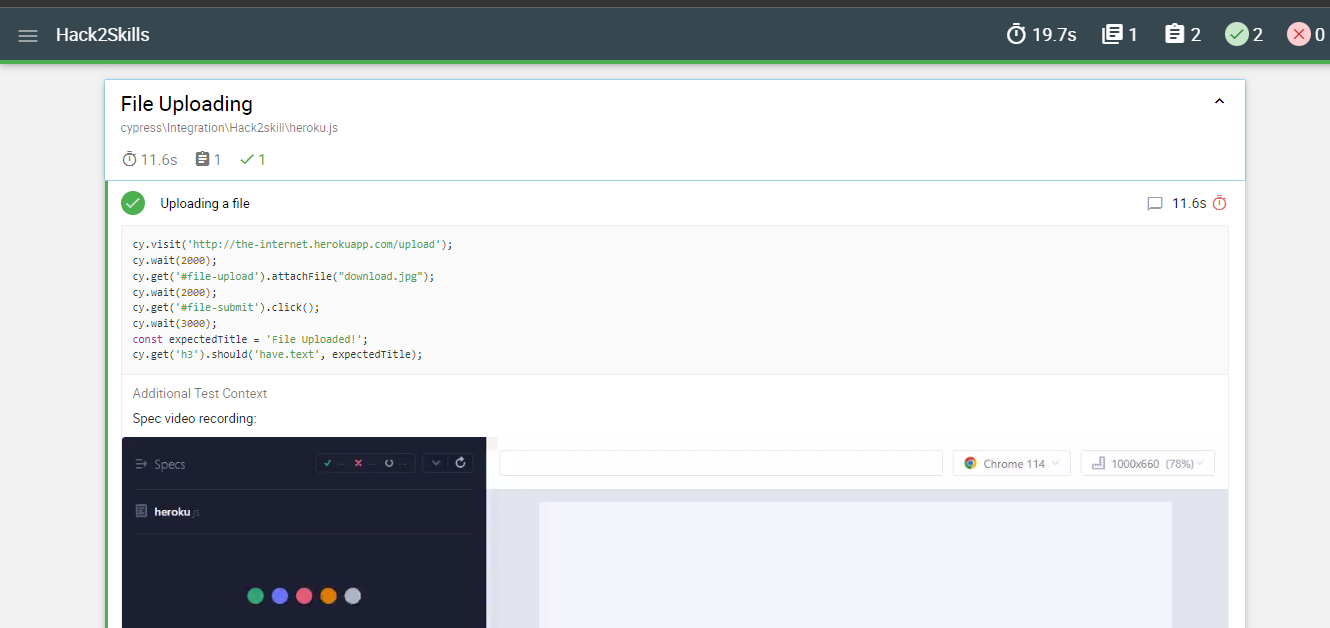 Hack2Skills 19.7s 1 2 2 0
File Uploading
cypress\Integration\Hack2skill\heroku.js
11.6s 1 1
Uploading a file 11.6s
cy.visit('http://the-internet.herokuapp.com/upload');
cy.wait(2000);
cy.get('#file-upload').attachFile("download.jpg");
cy.wait(2000);
cy.get('#file-submit').click();
cy.wait(3000);
const expectedTitle = 'File Uploaded!';
cy.get('h3').should('have.text', expectedTitle);
Additional Test Context
Spec video recording:
Specs -- -- -- Chrome 114 1000x660 (78%)
heroku.js